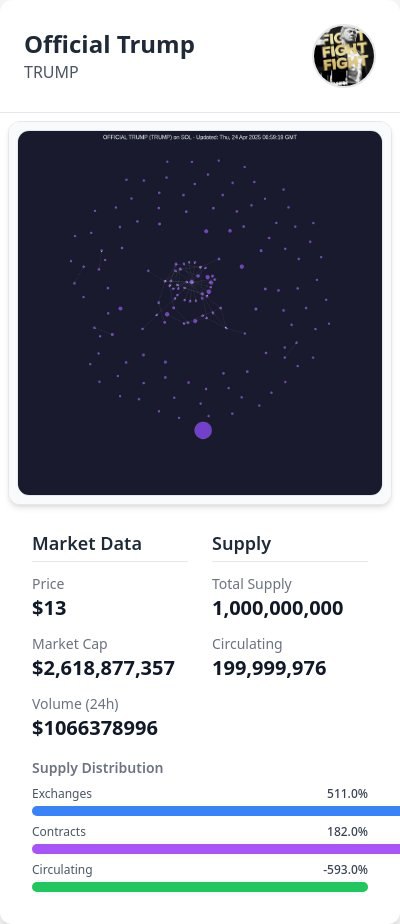 Official Trump
TRUMP
FIGHT
FIGHT
FIGHT
OFFICIAL TRUMP (TRUMP) on SOL - Updated: Thu, 24 Apr 2025 06:59:19 GMT
Market Data
Supply
Price
Total Supply
$13
1,000,000,000
Market Cap
Circulating
$2,618,877,357
199,999,976
Volume (24h)
$1066378996
Supply Distribution
Exchanges 511.0%
Contracts 182.0%
Circulating -593.0%